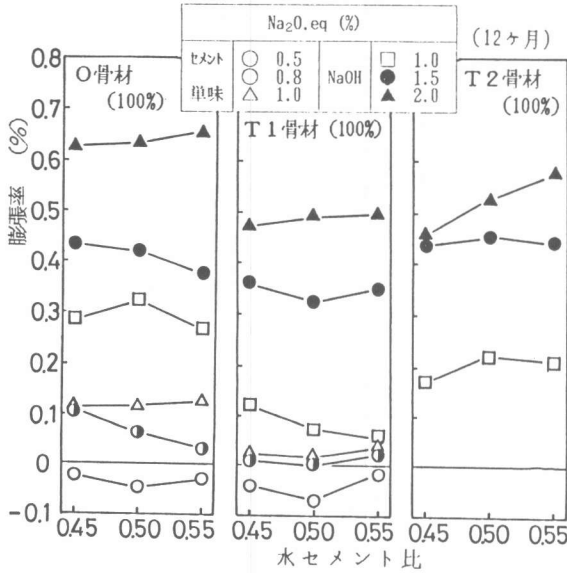 Na₂O.eq (%)
セメント 単味 ○ 0.5
○ 0.8
△ 1.0
NaOH □ 1.0
● 1.5
▲ 2.0
(12ヶ月)
O骨材
(100%)
T1骨材(100%)
T2骨材
(100%)
膨張率 (%)
0.8
0.7
0.6
0.5
0.4
0.3
0.2
0.1
0
-0.1
0.45 0.50 0.55
0.45 0.50 0.55
0.45 0.50 0.55
水セメント比